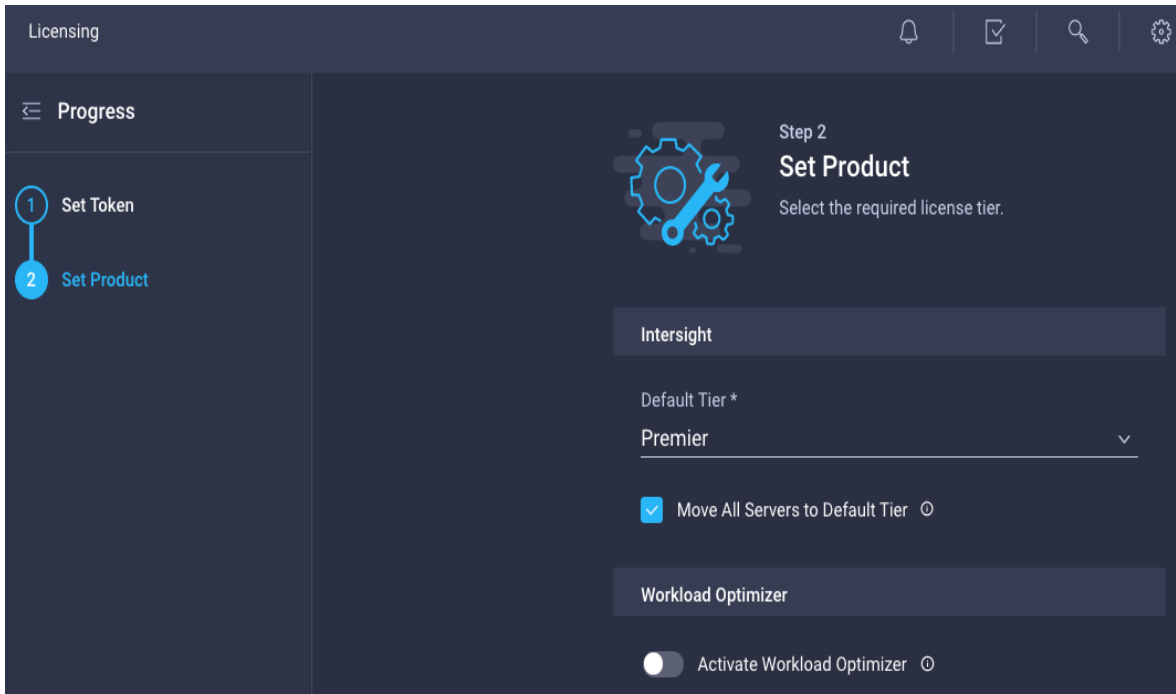 Licensing
Progress
1 Set Token
2 Set Product
Step 2
Set Product
Select the required license tier.
Intersight
Default Tier *
Premier
Move All Servers to Default Tier
Workload Optimizer
Activate Workload Optimizer